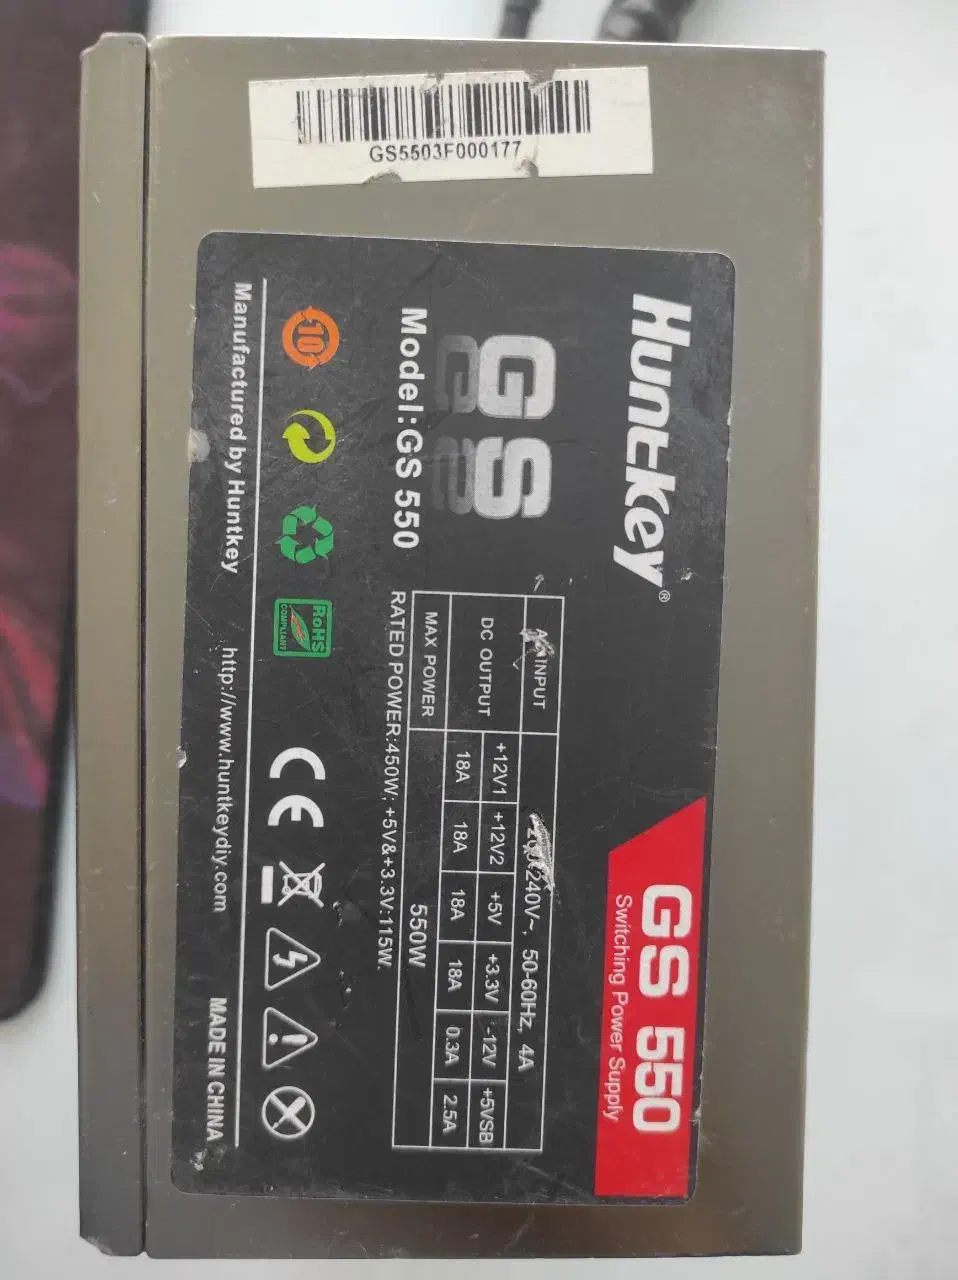 GS5503F000177
Huntkey®
GS
Model:GS 550
GS 550
Switching Power Supply
INPUT 240V~, 50-60Hz, 4A
DC OUTPUT +12V1 +12V2 +5V +3.3V -12V +5VSB
18A 18A 18A 18A 0.3A 2.5A
MAX POWER 550W
RATED POWER:450W; +5V&+3.3V:115W.
10
RoHS
COMPLIANT
CE
Manufactured by Huntkey
http://www.huntkeydiy.com
MADE IN CHINA